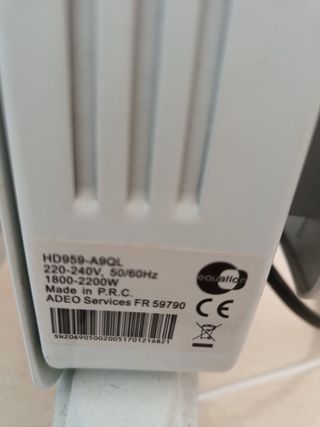 HD959-A9QL
220-240V, 50/60Hz
1800-2200W
Made in P.R.C.
ADEO Services FR 59790
equation
CE
SN2069050020051701216821